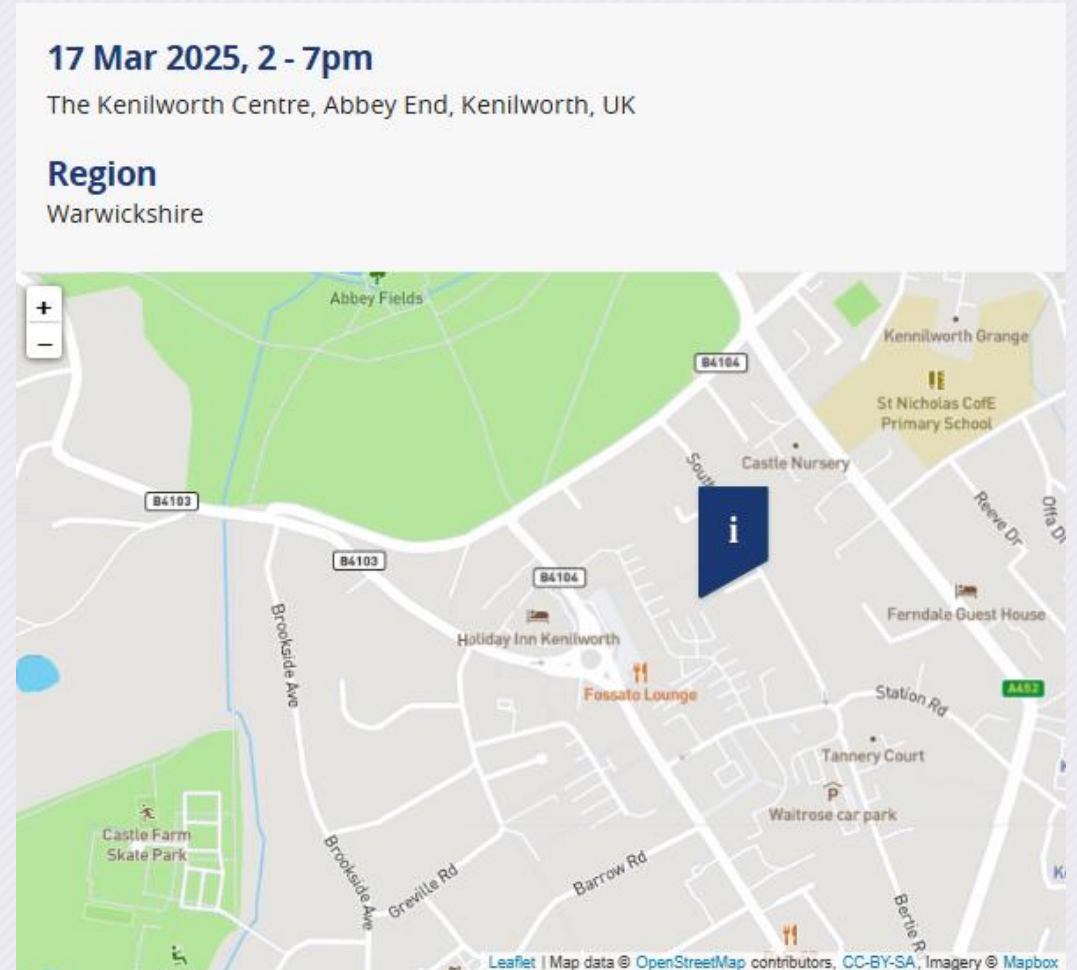 17 Mar 2025, 2 - 7pm
The Kenilworth Centre, Abbey End, Kenilworth, UK
Region
Warwickshire
+
−
Abbey Fields
Kennilworth Grange
B4104
St Nicholas CofE
Primary School
Castle Nursery
South
B4103
i
Reeve Dr
Offa D
B4103
B4104
Ferndale Guest House
Brookside Ave
Holiday Inn Kenilworth
Fossato Lounge
Station Rd
A452
Tannery Court
P
Waitrose car park
Castle Farm
Skate Park
Brookside Ave
Greville Rd
Barrow Rd
K
Bertie R
Leaflet | Map data © OpenStreetMap contributors, CC-BY-SA, Imagery © Mapbox